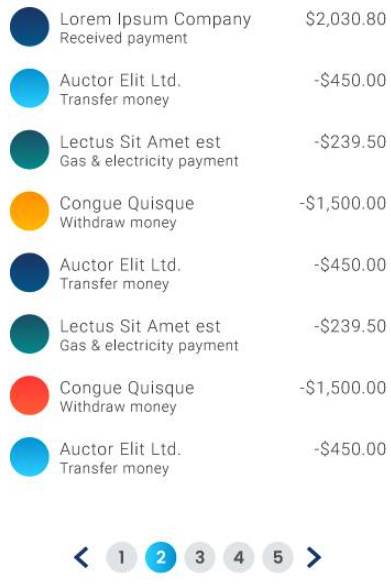 Lorem Ipsum Company $2,030.80
Received payment
Auctor Elit Ltd. -$450.00
Transfer money
Lectus Sit Amet est -$239.50
Gas & electricity payment
Congue Quisque -$1,500.00
Withdraw money
Auctor Elit Ltd. -$450.00
Transfer money
Lectus Sit Amet est -$239.50
Gas & electricity payment
Congue Quisque -$1,500.00
Withdraw money
Auctor Elit Ltd. -$450.00
Transfer money
1 2 3 4 5